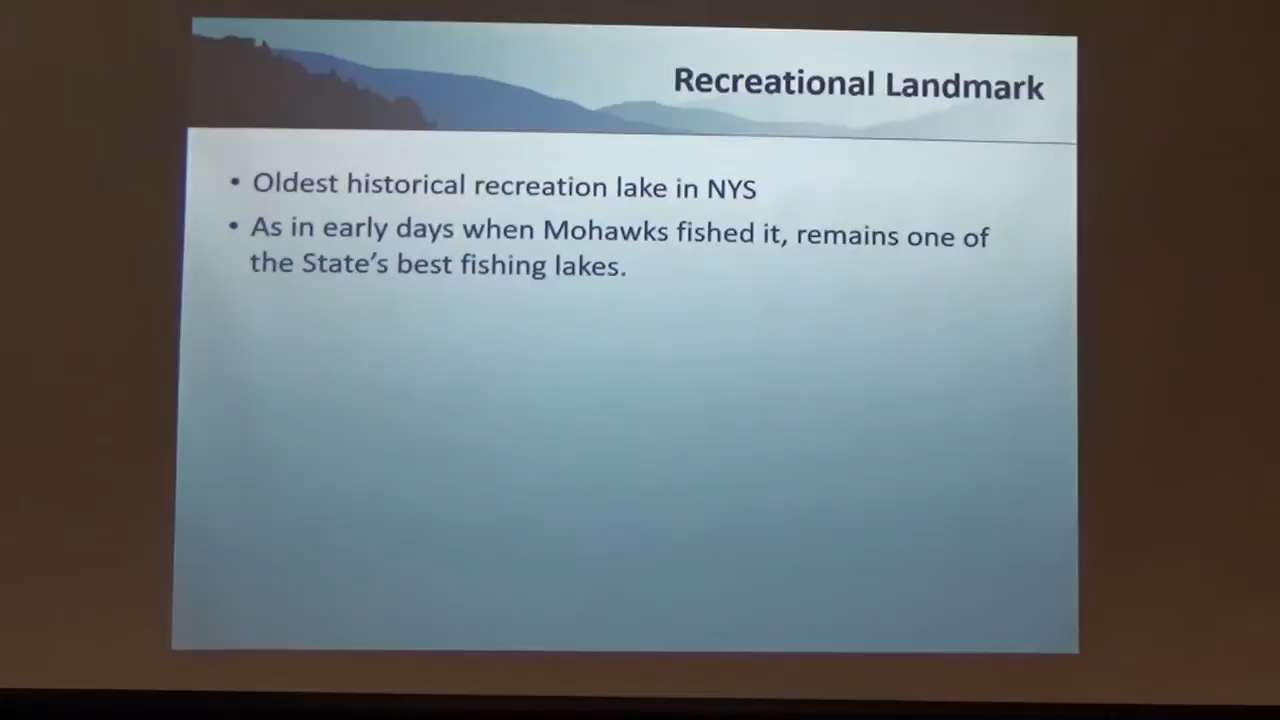 Recreational Landmark
• Oldest historical recreation lake in NYS
• As in early days when Mohawks fished it, remains one of
the State's best fishing lakes.